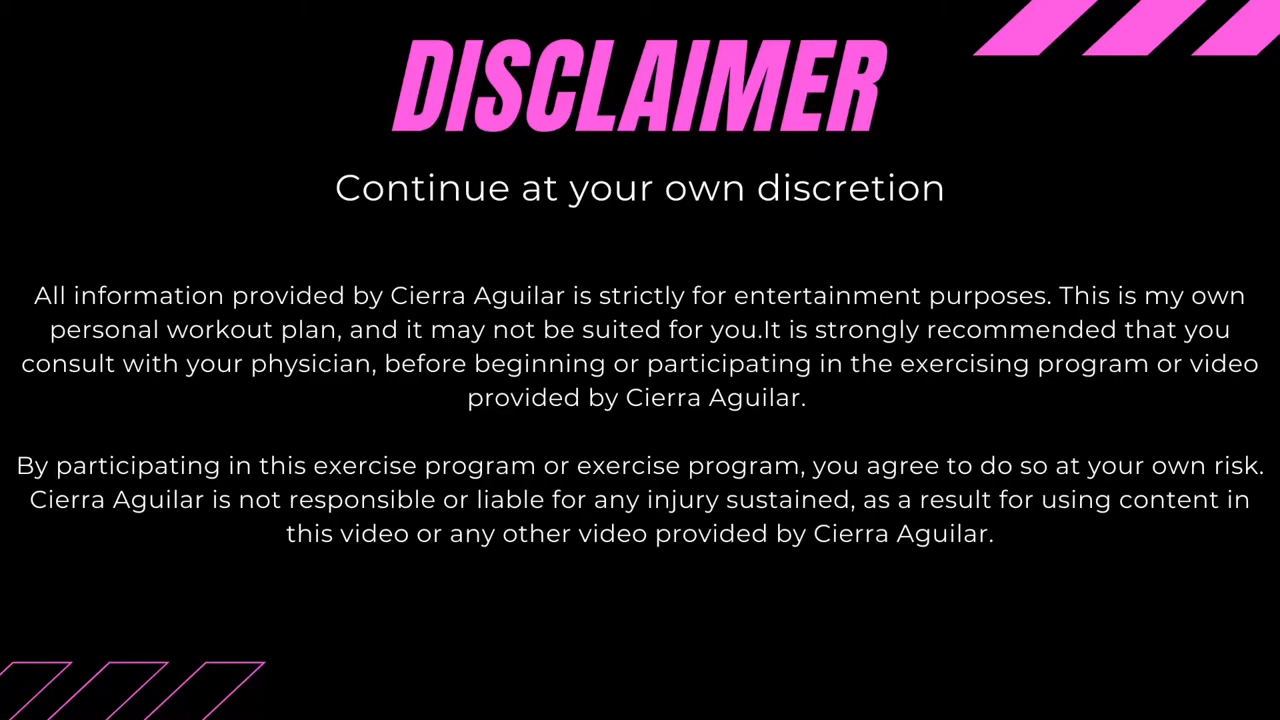 DISCLAIMER
Continue at your own discretion
All information provided by Cierra Aguilar is strictly for entertainment purposes. This is my own
personal workout plan, and it may not be suited for you.It is strongly recommended that you
consult with your physician, before beginning or participating in the exercising program or video
provided by Cierra Aguilar.
By participating in this exercise program or exercise program, you agree to do so at your own risk.
Cierra Aguilar is not responsible or liable for any injury sustained, as a result for using content in
this video or any other video provided by Cierra Aguilar.